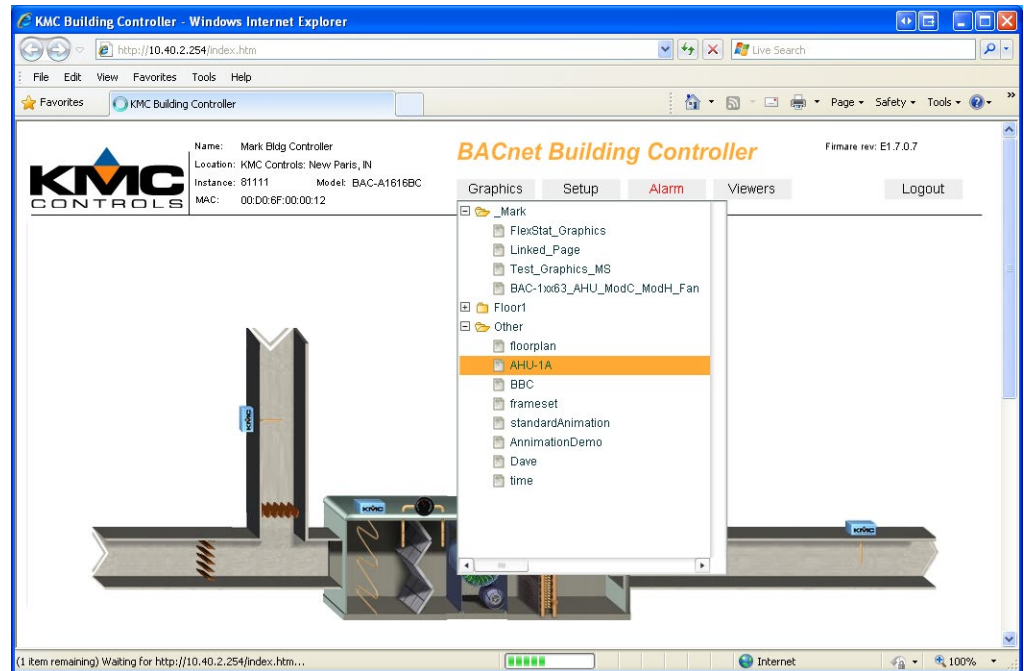 KMC Building Controller - Windows Internet Explorer
http://10.40.2.254/index.htm
Live Search
File Edit View Favorites Tools Help
Favorites KMC Building Controller Page Safety Tools
KMC
CONTROLS
Name: Mark Bldg Controller
Location: KMC Controls: New Paris, IN
Instance: 81111 Model: BAC-A1616BC
MAC: 00:D0:6F:00:00:12
BACnet Building Controller
Firmare rev: E1.7.0.7
Graphics Setup Alarm Viewers Logout
_Mark
FlexStat_Graphics
Linked_Page
Test_Graphics_MS
BAC-1xx63_AHU_ModC_ModH_Fan
Floor1
Other
floorplan
AHU-1A
BBC
frameset
standardAnimation
AnnimationDemo
Dave
time
KMC
KMC
KMC
(1 item remaining) Waiting for http://10.40.2.254/index.htm... Internet 100%